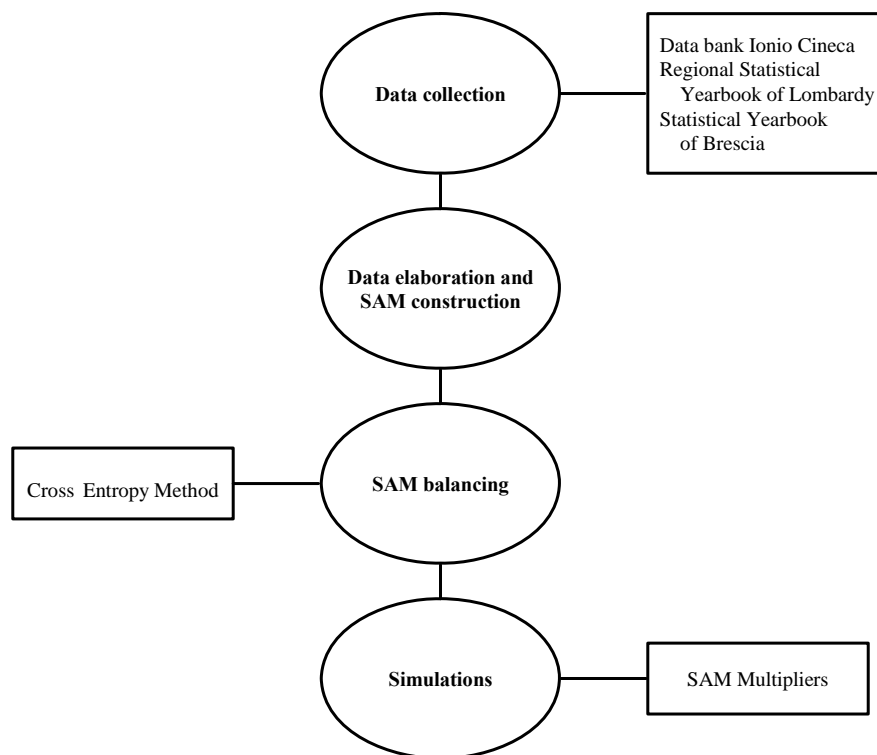 Data collection
Data bank Ionio Cineca
Regional Statistical
Yearbook of Lombardy
Statistical Yearbook
of Brescia
Data elaboration and
SAM construction
Cross Entropy Method
SAM balancing
Simulations
SAM Multipliers